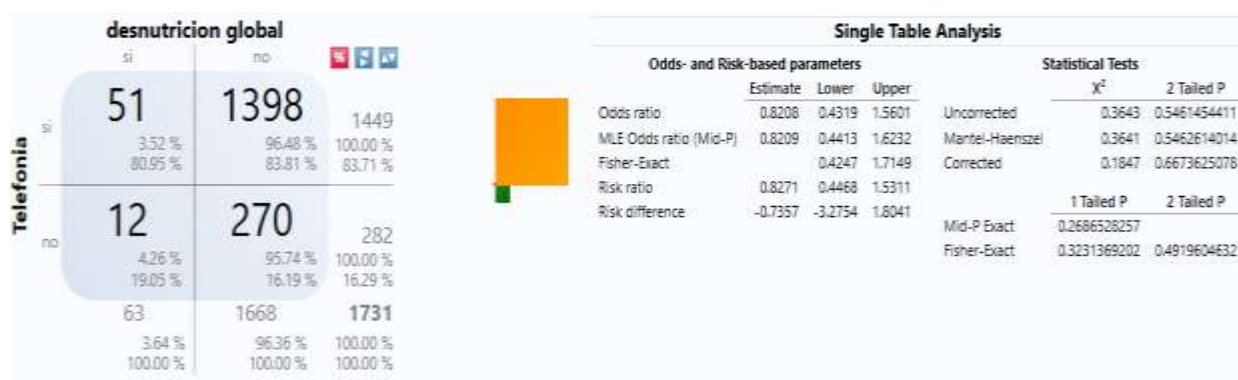 desnutricion global
si no
51 1398 1449
si
3.52 % 96.48 % 100.00 %
80.95 % 83.81 % 83.71 %
Telefonia
12 270 282
no
4.26 % 95.74 % 100.00 %
19.05 % 16.19 % 16.29 %
63 1668 1731
3.64 % 96.36 % 100.00 %
100.00 % 100.00 % 100.00 %
Single Table Analysis
Odds- and Risk-based parameters
Estimate Lower Upper
Odds ratio 0.8208 0.4319 1.5601
MLE Odds ratio (Mid-P) 0.8209 0.4413 1.6232
Fisher-Exact 0.4247 1.7149
Risk ratio 0.8271 0.4468 1.5311
Risk difference -0.7357 -3.2754 1.8041
Statistical Tests
X² 2 Tailed P
Uncorrected 0.3643 0.5461454411
Mantel-Haenszel 0.3641 0.5462614014
Corrected 0.1847 0.6673625078
1 Tailed P 2 Tailed P
Mid-P Exact 0.2686528257
Fisher-Exact 0.3231369202 0.4919604632